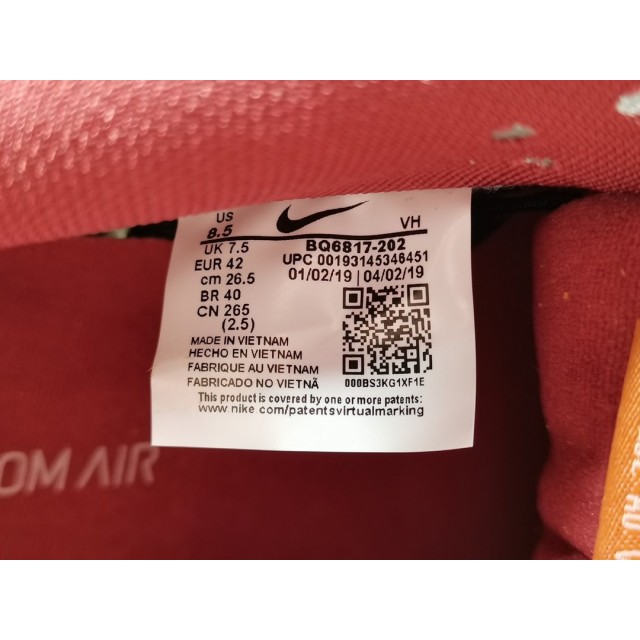 US
8.5
UK 7.5
EUR 42
cm 26.5
BR 40
CN 265
(2.5)
VH
BQ6817-202
UPC 00193145346451
01/02/19 | 04/02/19
000BS3KG1XF1E
MADE IN VIETNAM
HECHO EN VIETNAM
FABRIQUE AU VIETNAM
FABRICADO NO VIETNÃ
This product is covered by one or more patents:
www.nike.com/patentsvirtualmarking
OM AIR